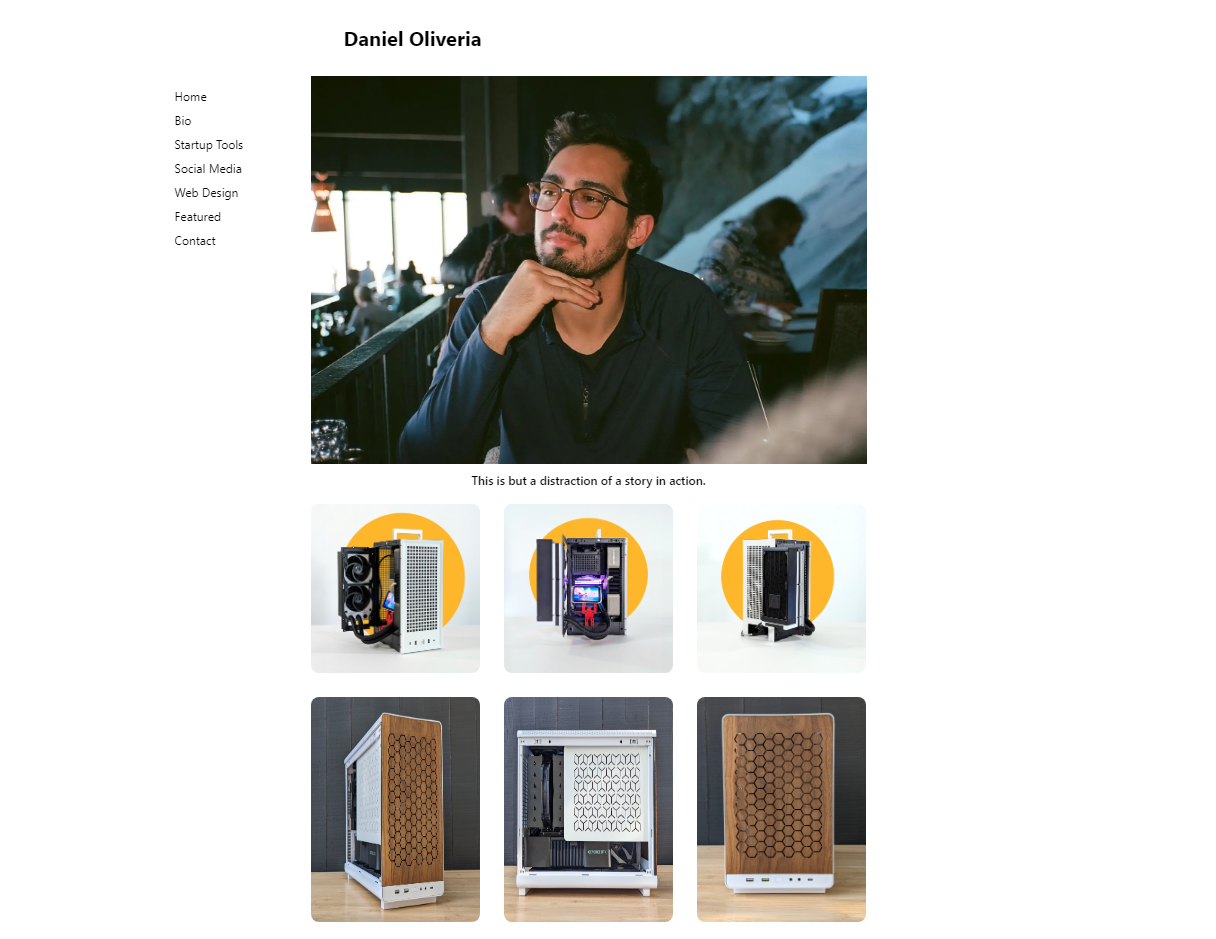 Daniel Oliveria
Home
Bio
Startup Tools
Social Media
Web Design
Featured
Contact
This is but a distraction of a story in action.